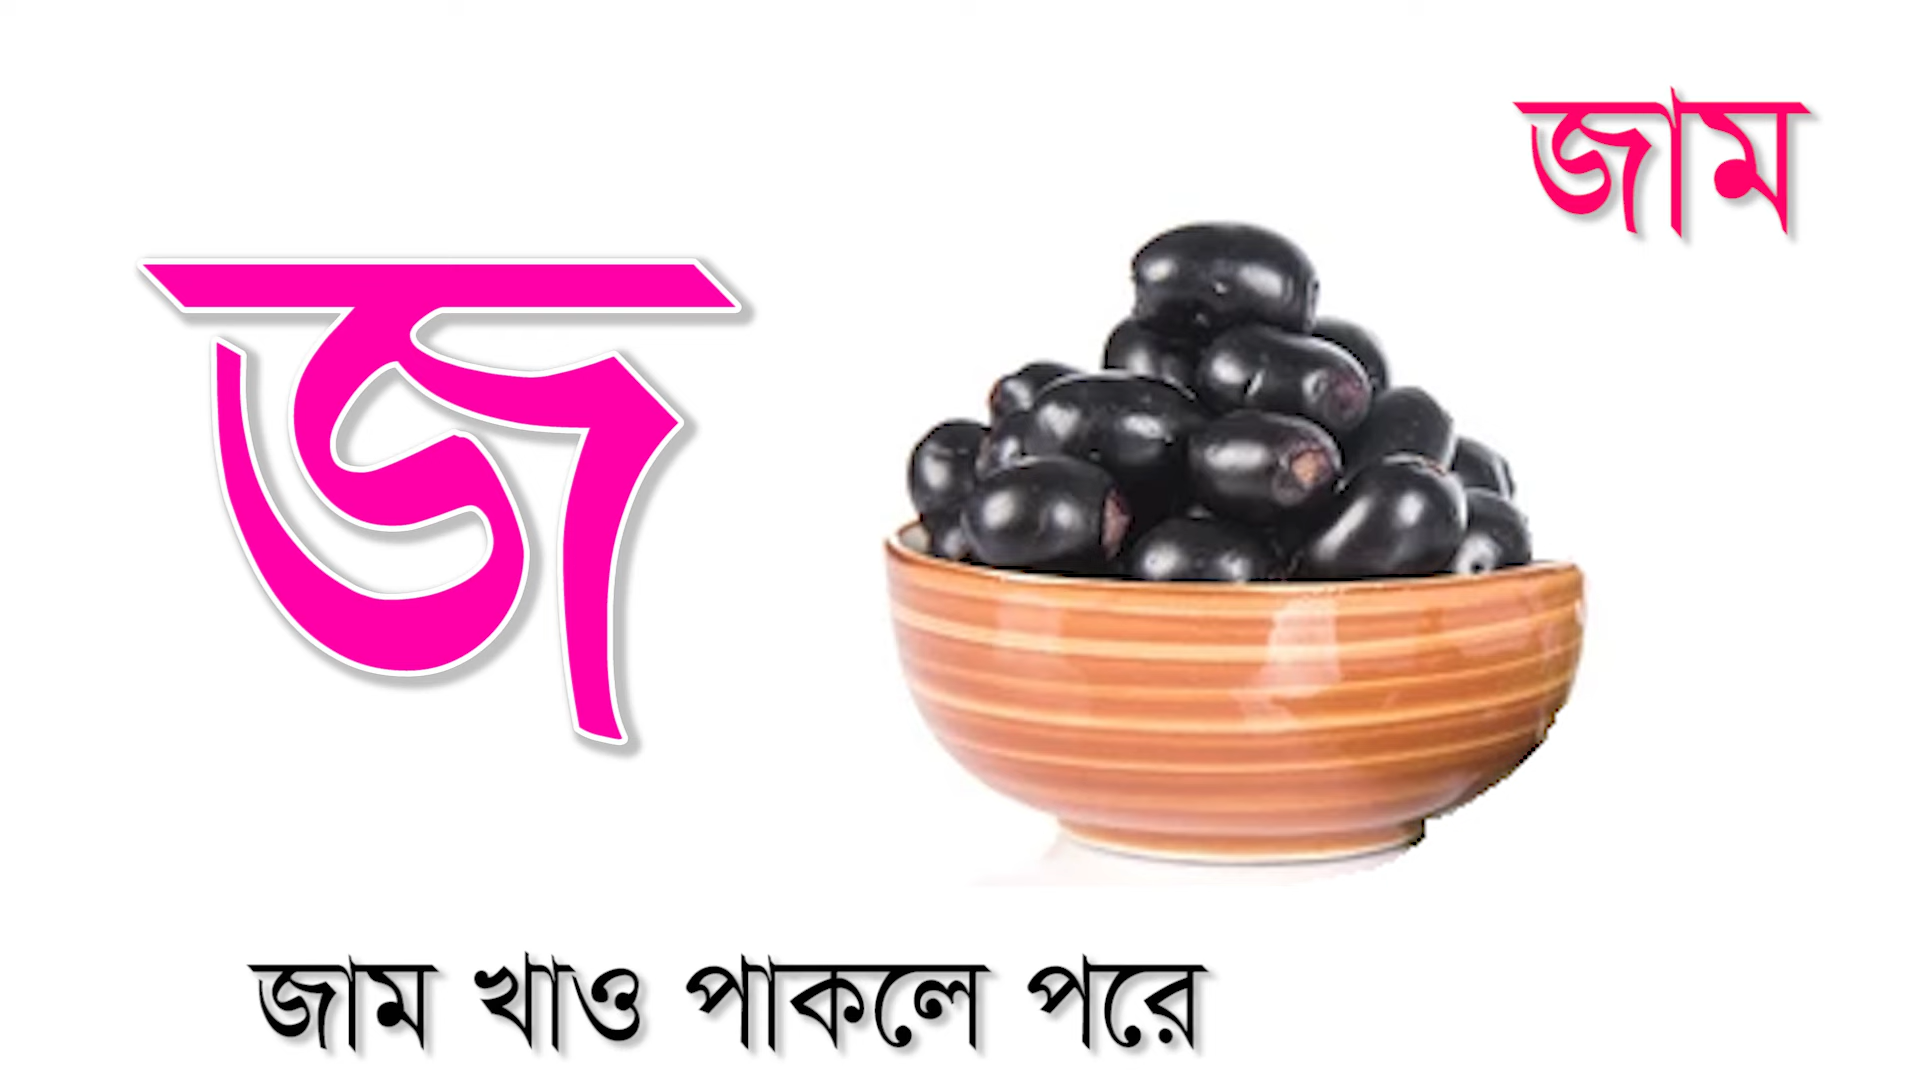 জাম
জ
জাম খাও পাকলে পরে